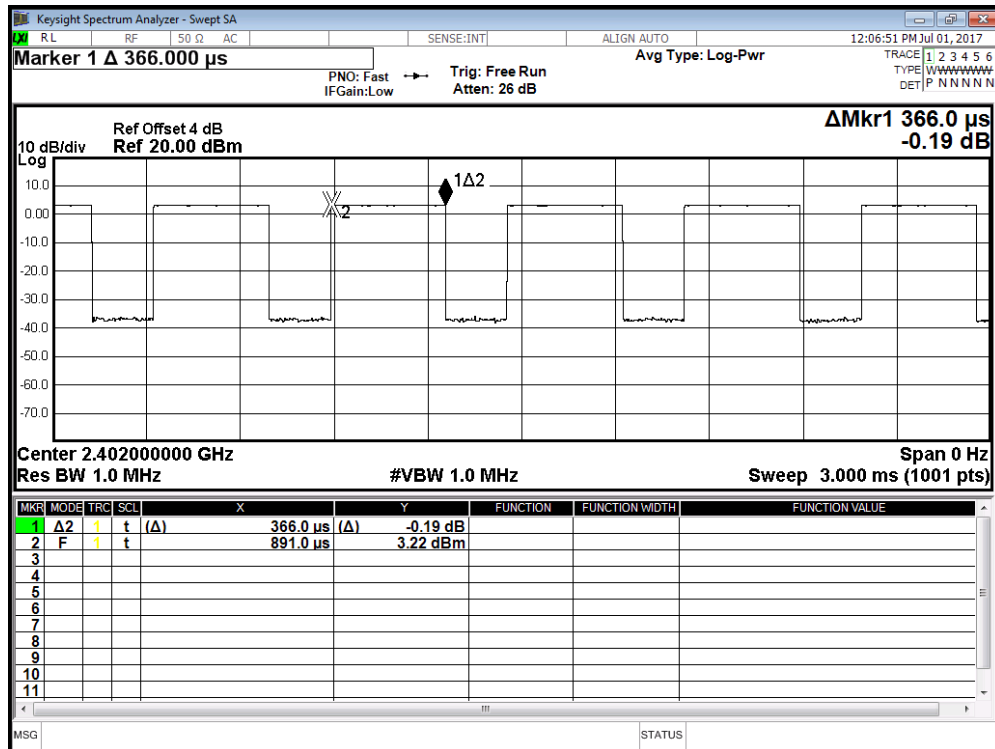 Keysight Spectrum Analyzer - Swept SA
LXI RL RF 50 Ω AC SENSE:INT ALIGN AUTO 12:06:51 PM Jul 01, 2017
Marker 1 Δ 366.000 µs
PNO: Fast
IFGain:Low
Trig: Free Run
Atten: 26 dB
Avg Type: Log-Pwr
TRACE 1 2 3 4 5 6
TYPE WWWWWW
DET P N N N N N
ΔMkr1 366.0 µs
-0.19 dB
Ref Offset 4 dB
10 dB/div Ref 20.00 dBm
Log
10.0
0.00
-10.0
-20.0
-30.0
-40.0
-50.0
-60.0
-70.0
1Δ2
2
Center 2.402000000 GHz Span 0 Hz
Res BW 1.0 MHz #VBW 1.0 MHz Sweep 3.000 ms (1001 pts)
MKR MODE TRC SCL X Y FUNCTION FUNCTION WIDTH FUNCTION VALUE
1 Δ2 1 t (Δ) 366.0 µs (Δ) -0.19 dB
2 F 1 t 891.0 µs 3.22 dBm
3
4
5
6
7
8
9
10
11
MSG STATUS